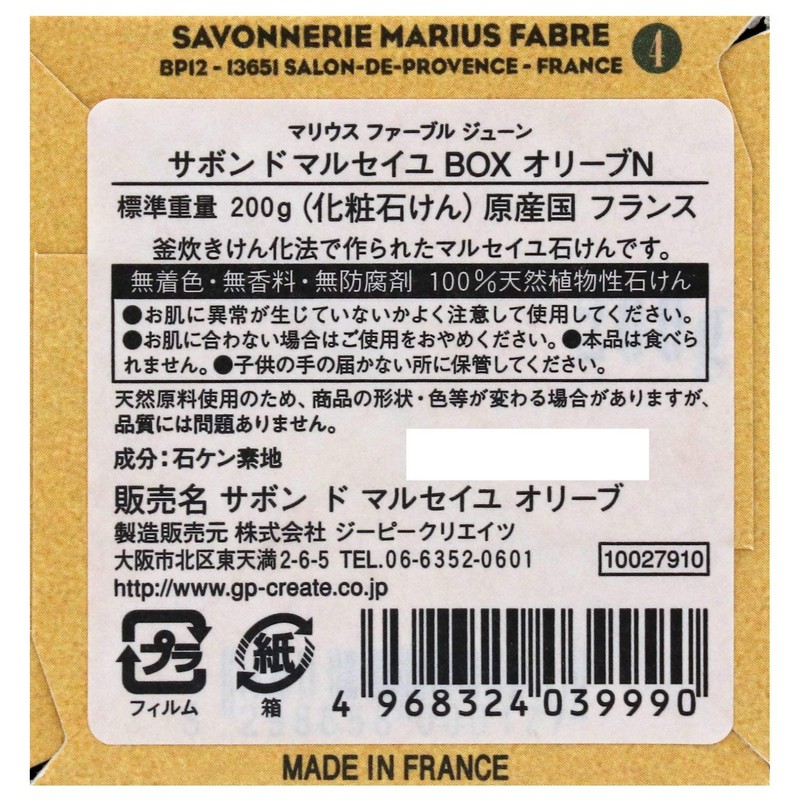 SAVONNERIE MARIUS FABRE
BP12 - 13651 SALON-DE-PROVENCE - FRANCE
4
マリウス ファーブル ジューン
サボンド マルセイユ BOX オリーブN
標準重量 200g (化粧石けん) 原産国 フランス
釜炊きけん化法で作られたマルセイユ石けんです。
無着色・無香料・無防腐剤 100%天然植物性石けん
●お肌に異常が生じていないかよく注意して使用してください。
●お肌に合わない場合はご使用をおやめください。●本品は食べら
れません。●子供の手の届かない所に保管してください。
天然原料使用のため、商品の形状・色等が変わる場合がありますが、
品質には問題ありません。
成分:石ケン素地
販売名 サボン ド マルセイユ オリーブ
製造販売元 株式会社 ジーピークリエイツ
大阪市北区東天満2-6-5 TEL.06-6352-0601
10027910
http://www.gp-create.co.jp
プラ
フィルム
紙
箱
4 968324 039990
MADE IN FRANCE